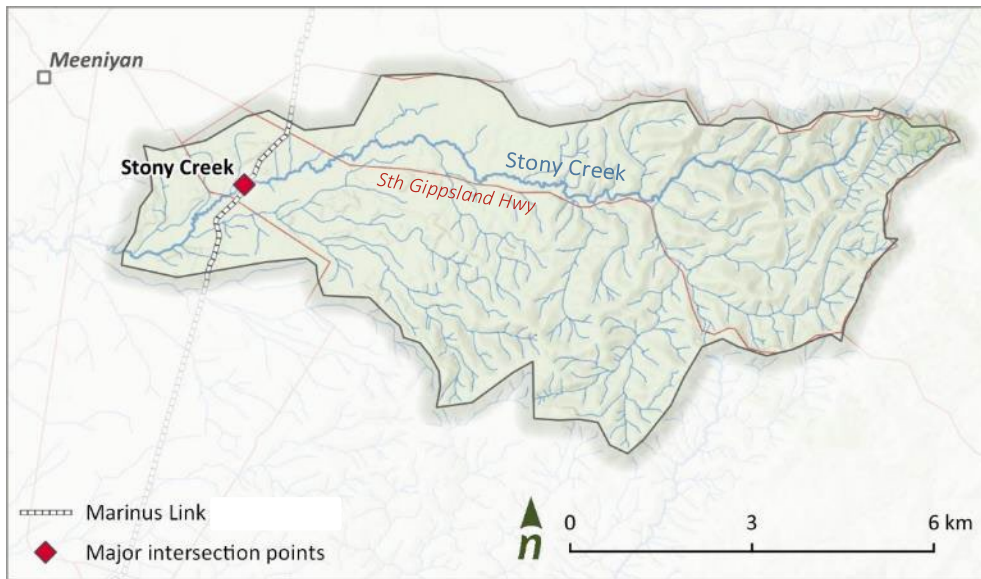 Meeniyan
Stony Creek
Stony Creek
Sth Gippsland Hwy
Marinus Link
Major intersection points
n
0 3 6 km